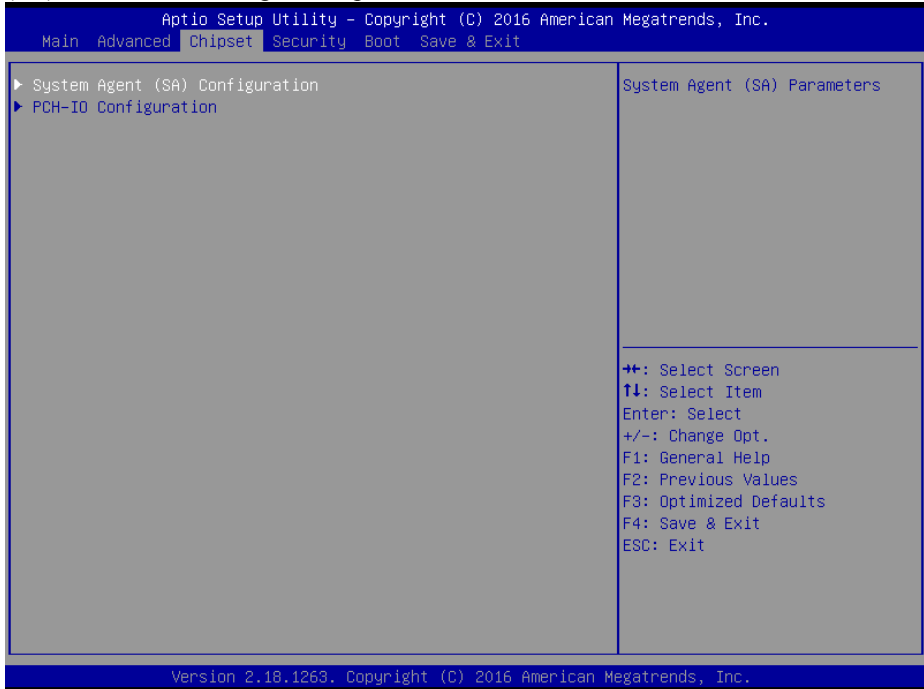 Aptio Setup Utility – Copyright (C) 2016 American Megatrends, Inc.
Main Advanced Chipset Security Boot Save & Exit
▶ System Agent (SA) Configuration
▶ PCH-IO Configuration
System Agent (SA) Parameters
→←: Select Screen
↑↓: Select Item
Enter: Select
+/-: Change Opt.
F1: General Help
F2: Previous Values
F3: Optimized Defaults
F4: Save & Exit
ESC: Exit
Version 2.18.1263. Copyright (C) 2016 American Megatrends, Inc.